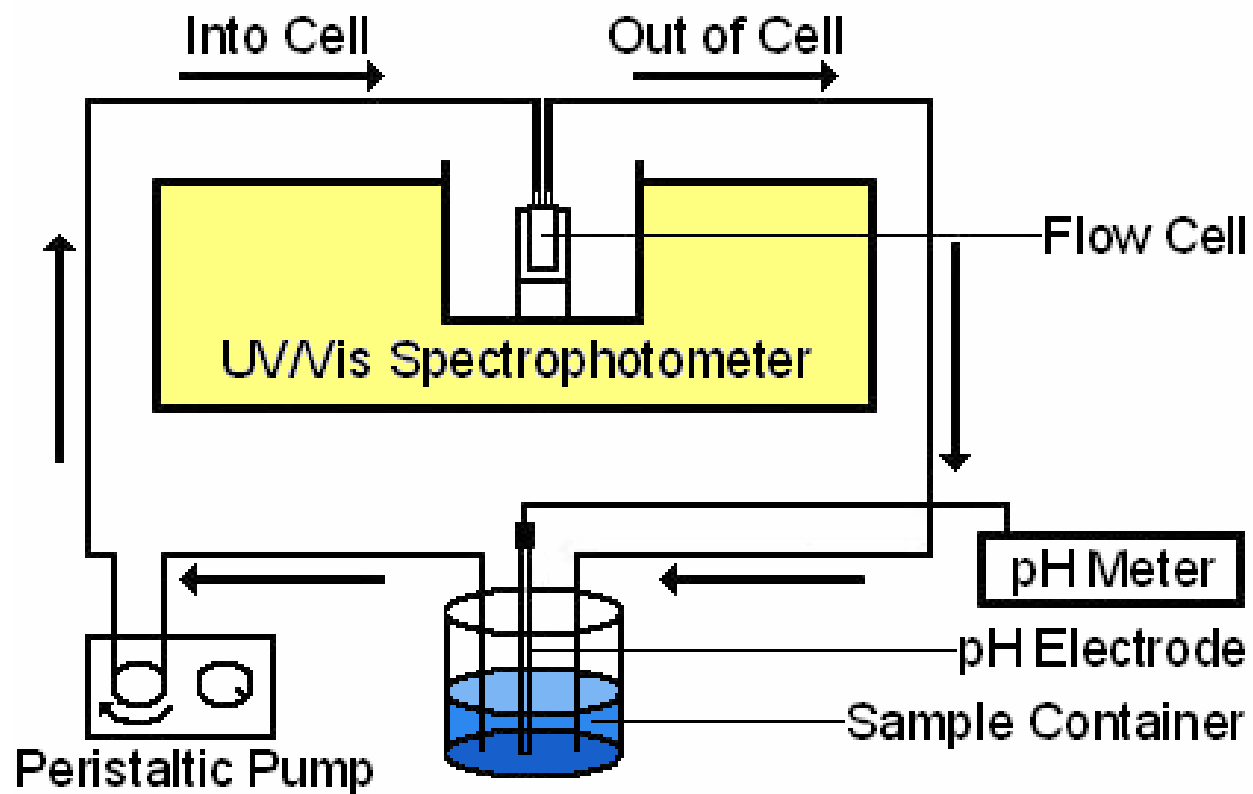 Into Cell
Out of Cell
Flow Cell
UV/Vis Spectrophotometer
pH Meter
pH Electrode
Sample Container
Peristaltic Pump